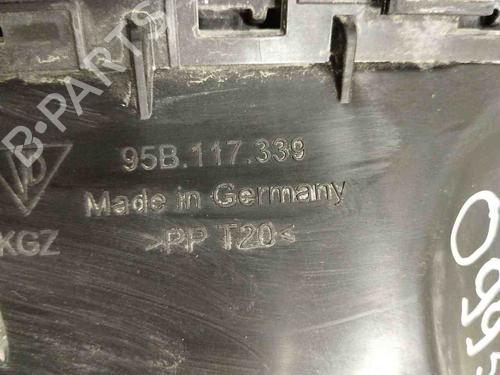 B-PARTS
95B.117.339
Made in Germany
KGZ
>PP T20<